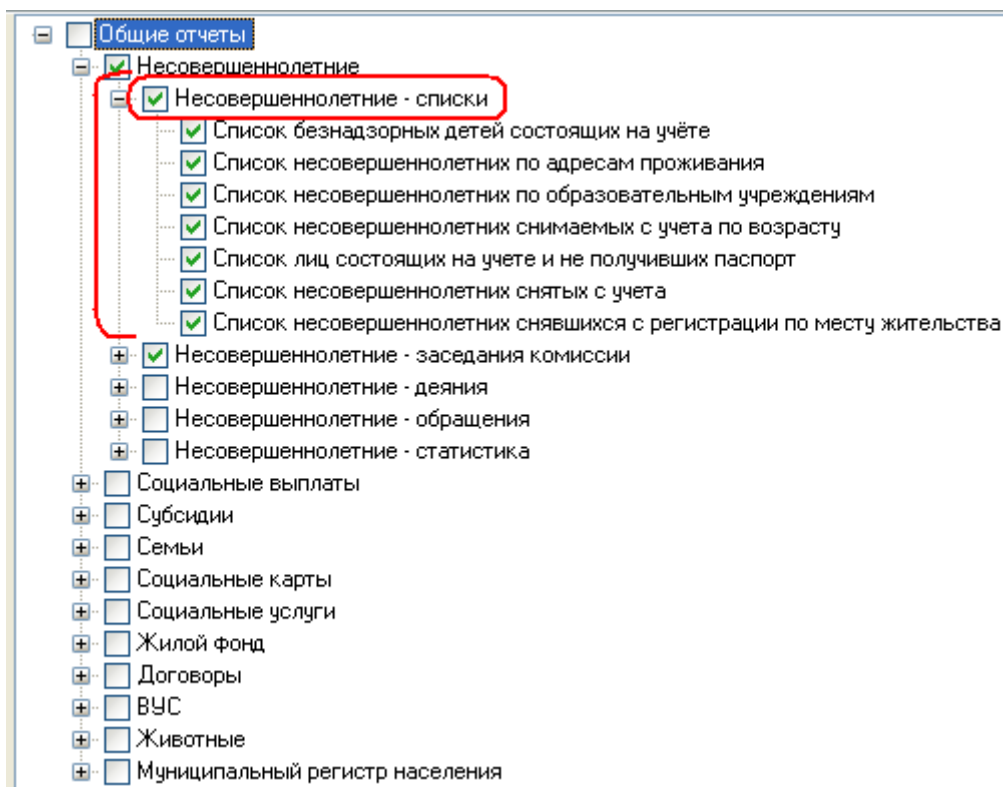 Общие отчеты
Несовершеннолетние
Несовершеннолетние - списки
Список безнадзорных детей состоящих на учёте
Список несовершеннолетних по адресам проживания
Список несовершеннолетних по образовательным учреждениям
Список несовершеннолетних снимаемых с учета по возрасту
Список лиц состоящих на учете и не получивших паспорт
Список несовершеннолетних снятых с учета
Список несовершеннолетних снявшихся с регистрации по месту жительства
Несовершеннолетние - заседания комиссии
Несовершеннолетние - деяния
Несовершеннолетние - обращения
Несовершеннолетние - статистика
Социальные выплаты
Субсидии
Семьи
Социальные карты
Социальные услуги
Жилой фонд
Договоры
ВУС
Животные
Муниципальный регистр населения